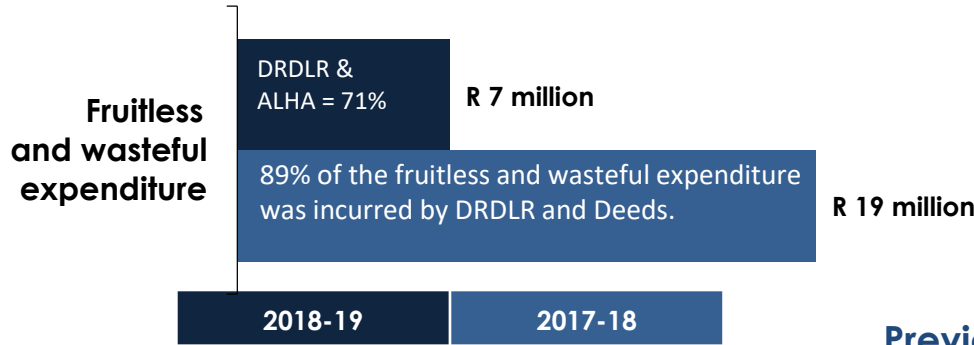 Fruitless
and wasteful
expenditure
DRDLR &
ALHA = 71%
R 7 million
89% of the fruitless and wasteful expenditure
was incurred by DRDLR and Deeds.
R 19 million
2018-19
2017-18